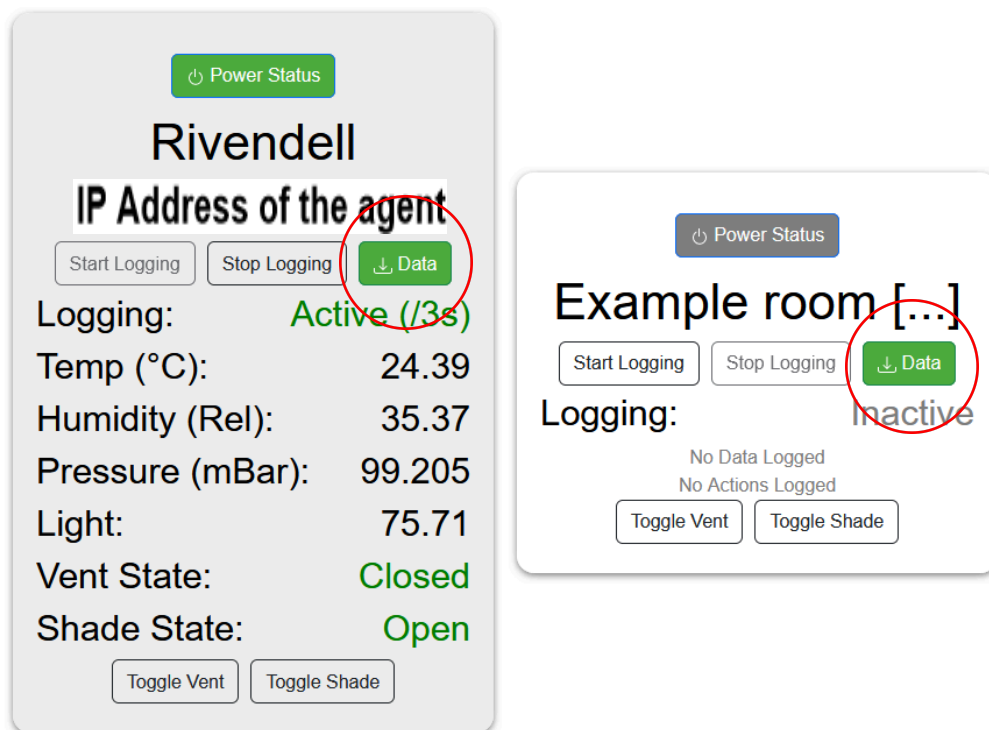 Power Status
Rivendell
IP Address of the agent
Start Logging Stop Logging Data
Logging: Active (/3s)
Temp (°C): 24.39
Humidity (Rel): 35.37
Pressure (mBar): 99.205
Light: 75.71
Vent State: Closed
Shade State: Open
Toggle Vent Toggle Shade
Power Status
Example room [...]
Start Logging Stop Logging Data
Logging: Inactive
No Data Logged
No Actions Logged
Toggle Vent Toggle Shade